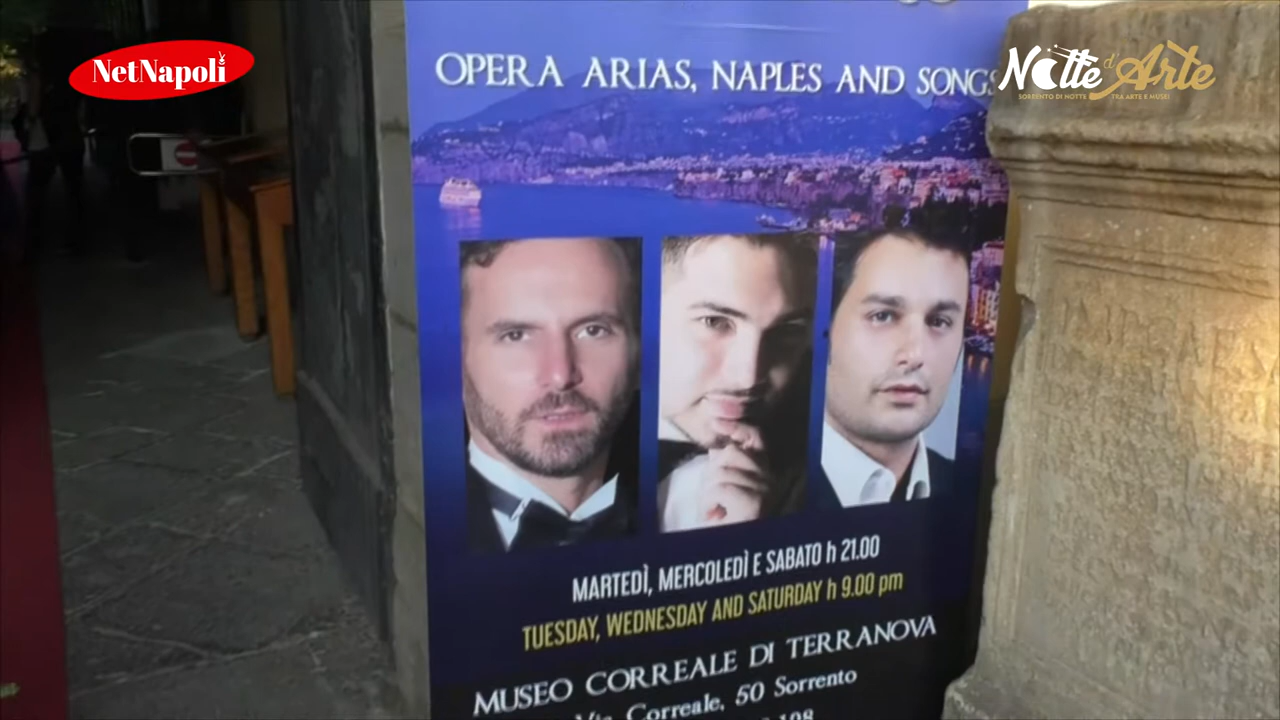 NetNapoli
Notte d'Arte
SORRENTO DI NOTTE TRA ARTE E MUSEI
OPERA ARIAS, NAPLES AND SONGS
MARTEDÌ, MERCOLEDÌ E SABATO h 21.00
TUESDAY, WEDNESDAY AND SATURDAY h 9.00 pm
MUSEO CORREALE DI TERRANOVA
Via Correale, 50 Sorrento